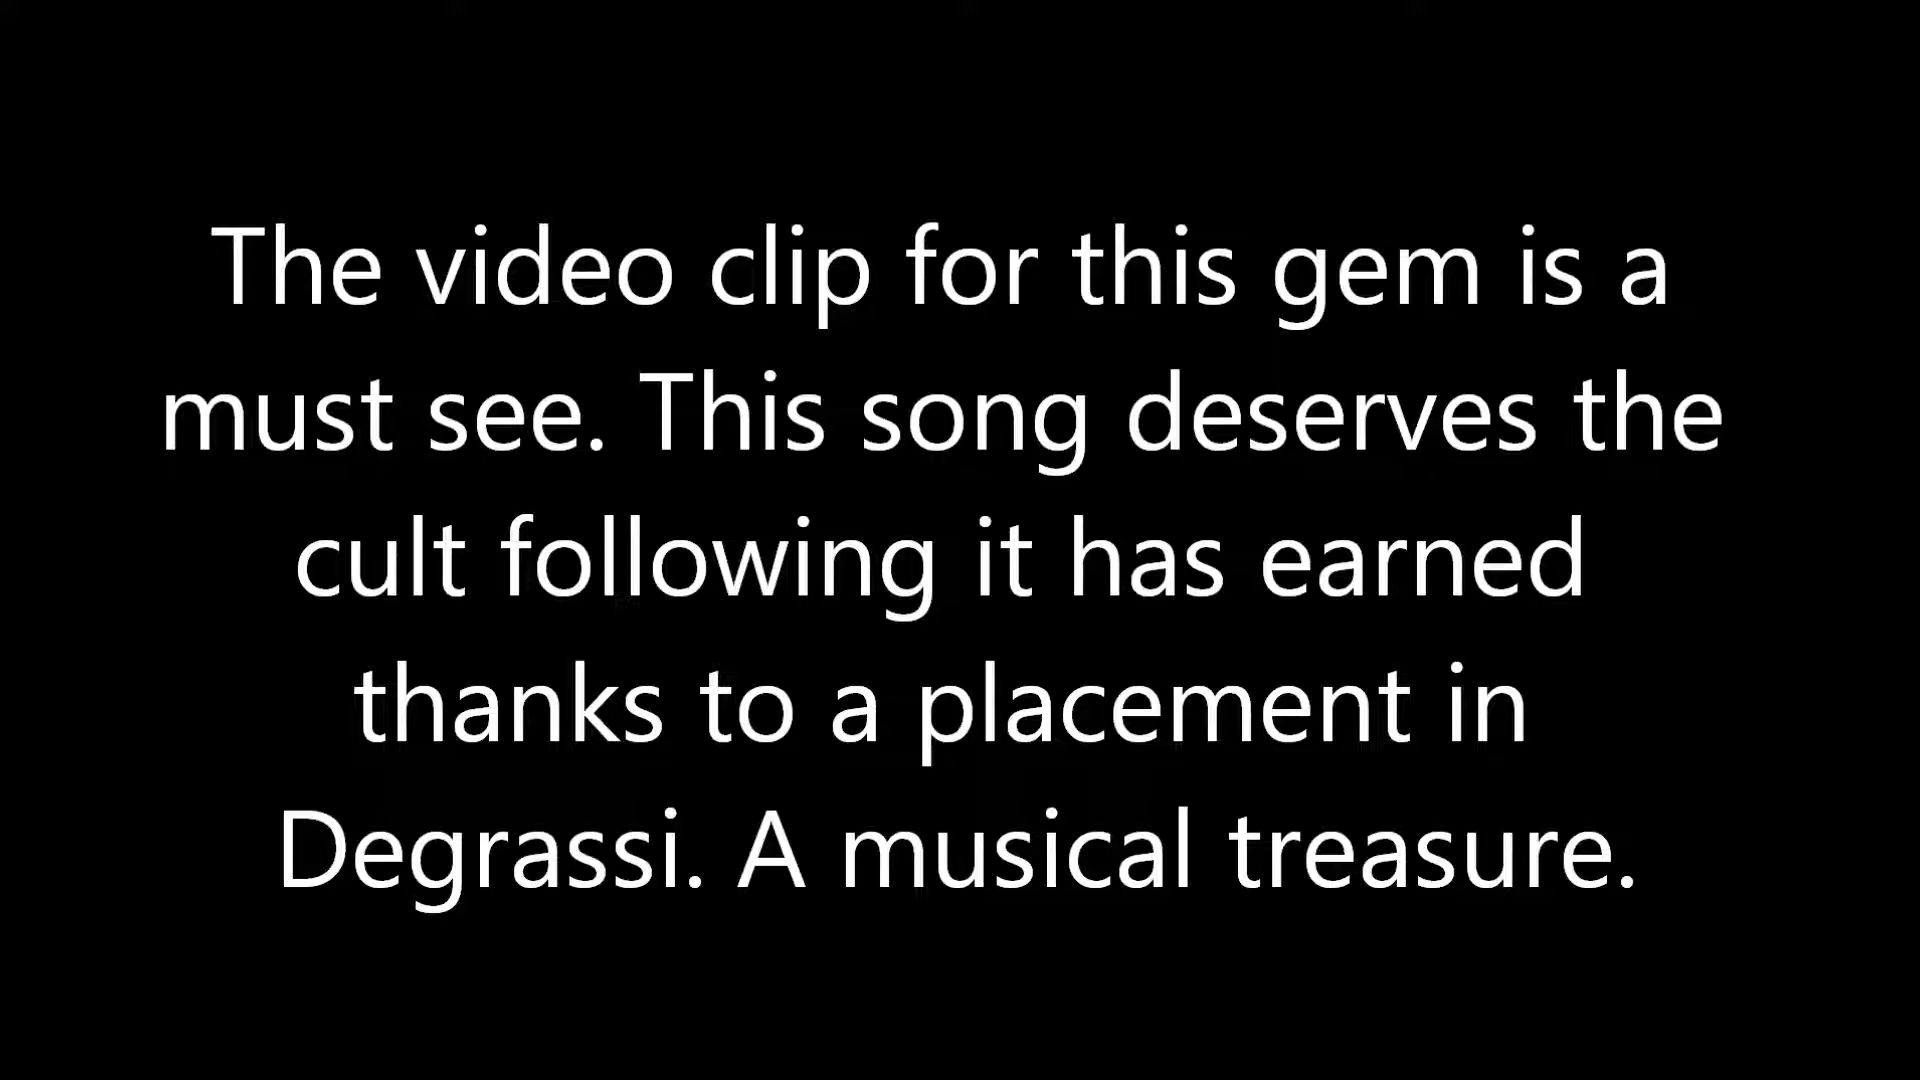 The video clip for this gem is a
must see. This song deserves the
cult following it has earned
thanks to a placement in
Degrassi. A musical treasure.